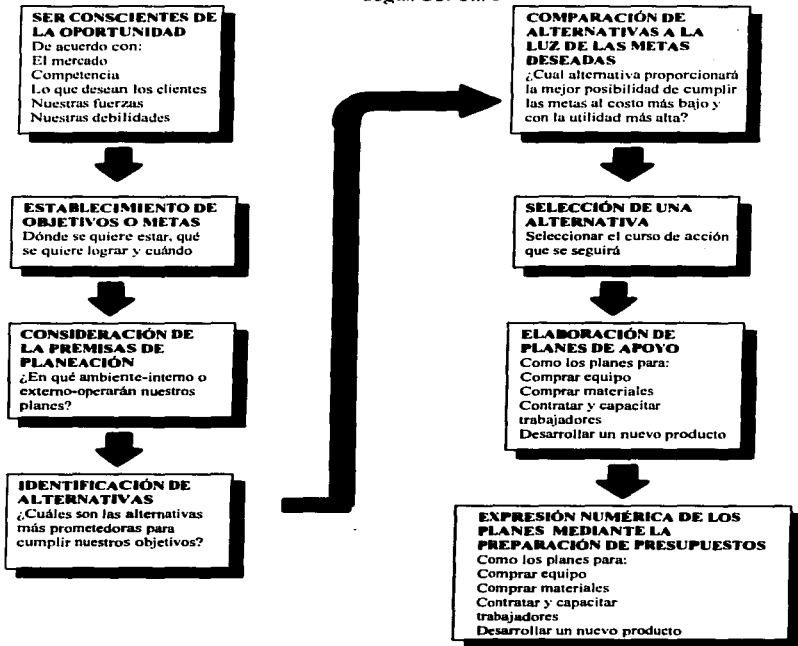 SER CONSCIENTES DE
LA OPORTUNIDAD
De acuerdo con:
El mercado
Competencia
Lo que desean los clientes
Nuestras fuerzas
Nuestras debilidades
ESTABLECIMIENTO DE
OBJETIVOS O METAS
Dónde se quiere estar, qué
se quiere lograr y cuándo
CONSIDERACIÓN DE
LA PREMISAS DE
PLANEACIÓN
¿En qué ambiente-interno o
externo-operarán nuestros
planes?
IDENTIFICACIÓN DE
ALTERNATIVAS
¿Cuáles son las alternativas
más prometedoras para
cumplir nuestros objetivos?
COMPARACIÓN DE
ALTERNATIVAS A LA
LUZ DE LAS METAS
DESEADAS
¿Cual alternativa proporcionará
la mejor posibilidad de cumplir
las metas al costo más bajo y
con la utilidad más alta?
SELECCIÓN DE UNA
ALTERNATIVA
Seleccionar el curso de acción
que se seguirá
ELABORACIÓN DE
PLANES DE APOYO
Como los planes para:
Comprar equipo
Comprar materiales
Contratar y capacitar
trabajadores
Desarrollar un nuevo producto
EXPRESIÓN NUMÉRICA DE LOS
PLANES MEDIANTE LA
PREPARACIÓN DE PRESUPUESTOS
Como los planes para:
Comprar equipo
Comprar materiales
Contratar y capacitar
trabajadores
Desarrollar un nuevo producto